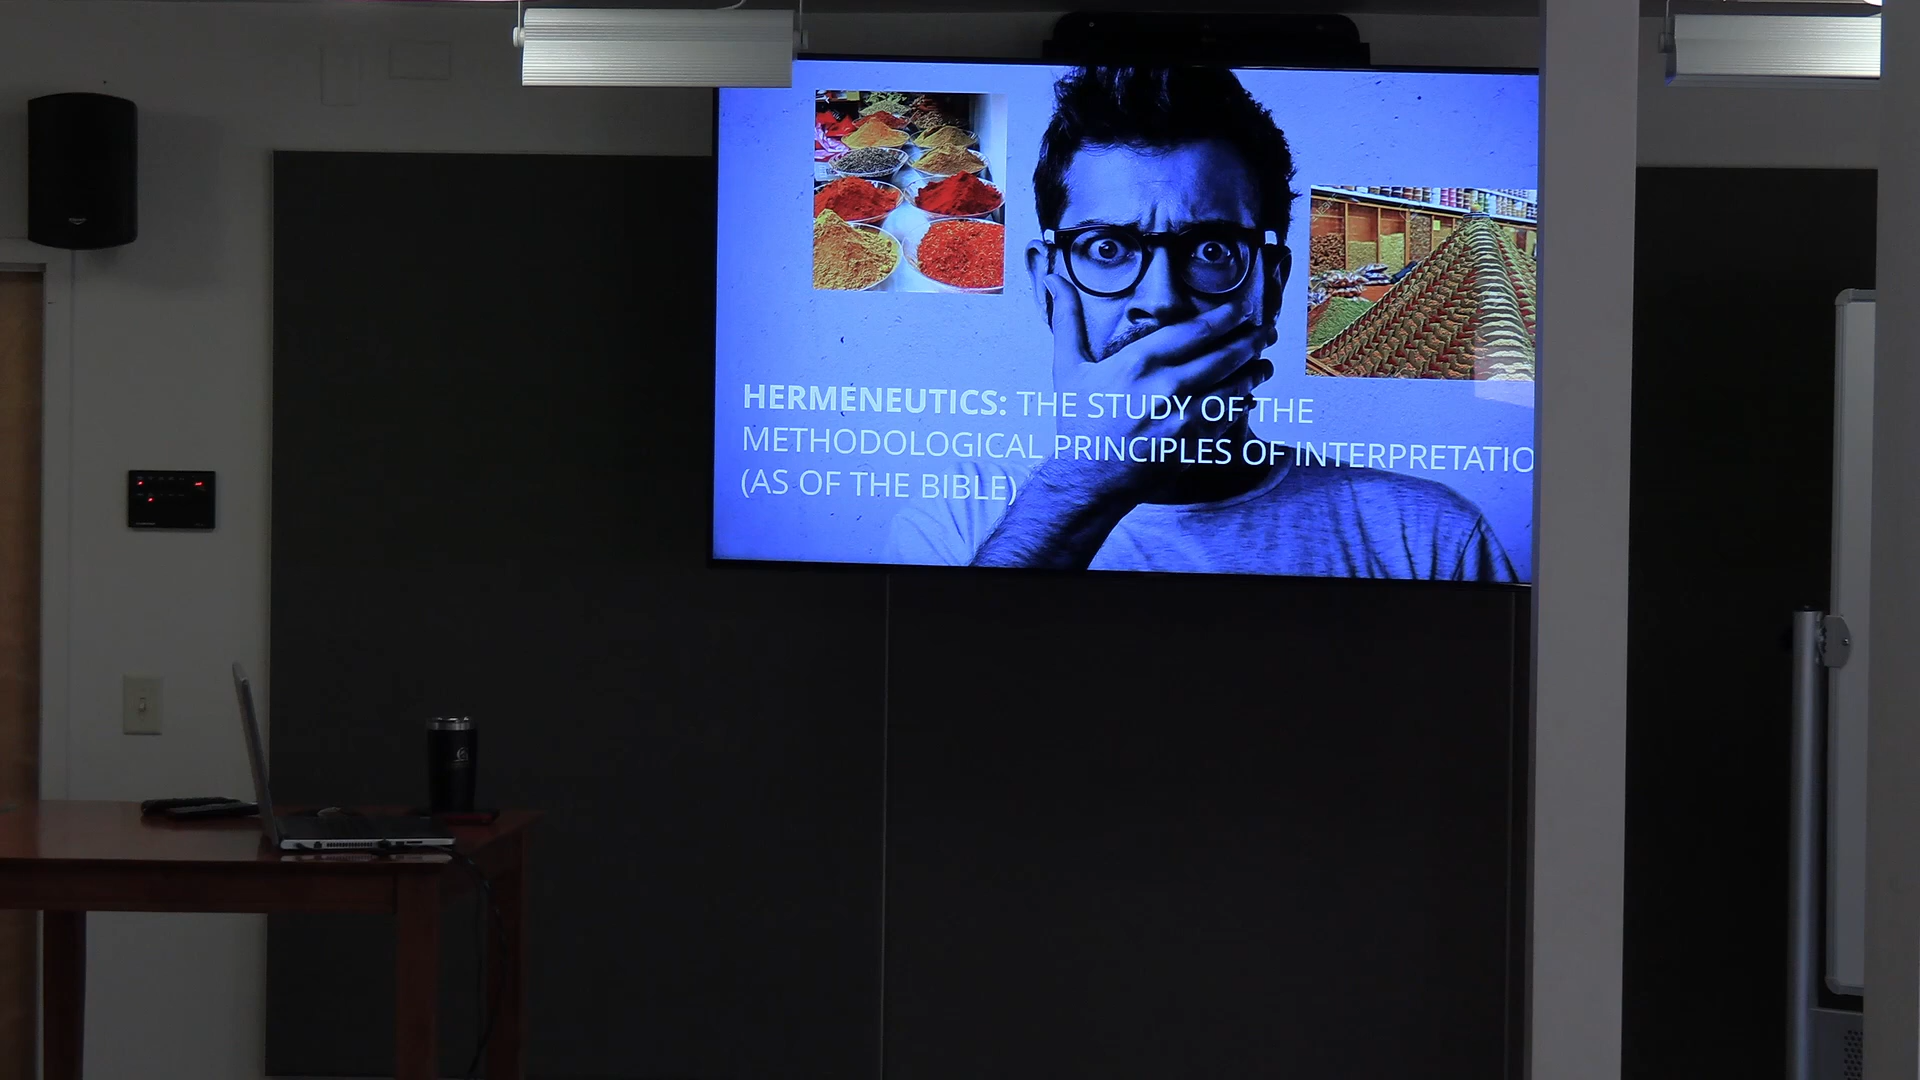 HERMENEUTICS: THE STUDY OF THE
METHODOLOGICAL PRINCIPLES OF INTERPRETATIO
(AS OF THE BIBLE)